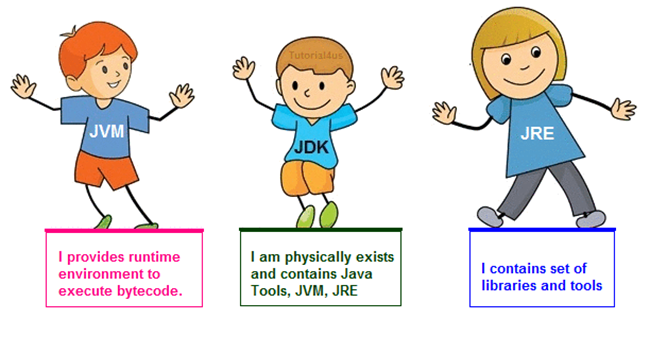 Tutorial4us
JVM
JDK
JRE
I provides runtime
environment to
execute bytecode.
I am physically exists
and contains Java
Tools, JVM, JRE
I contains set of
libraries and tools